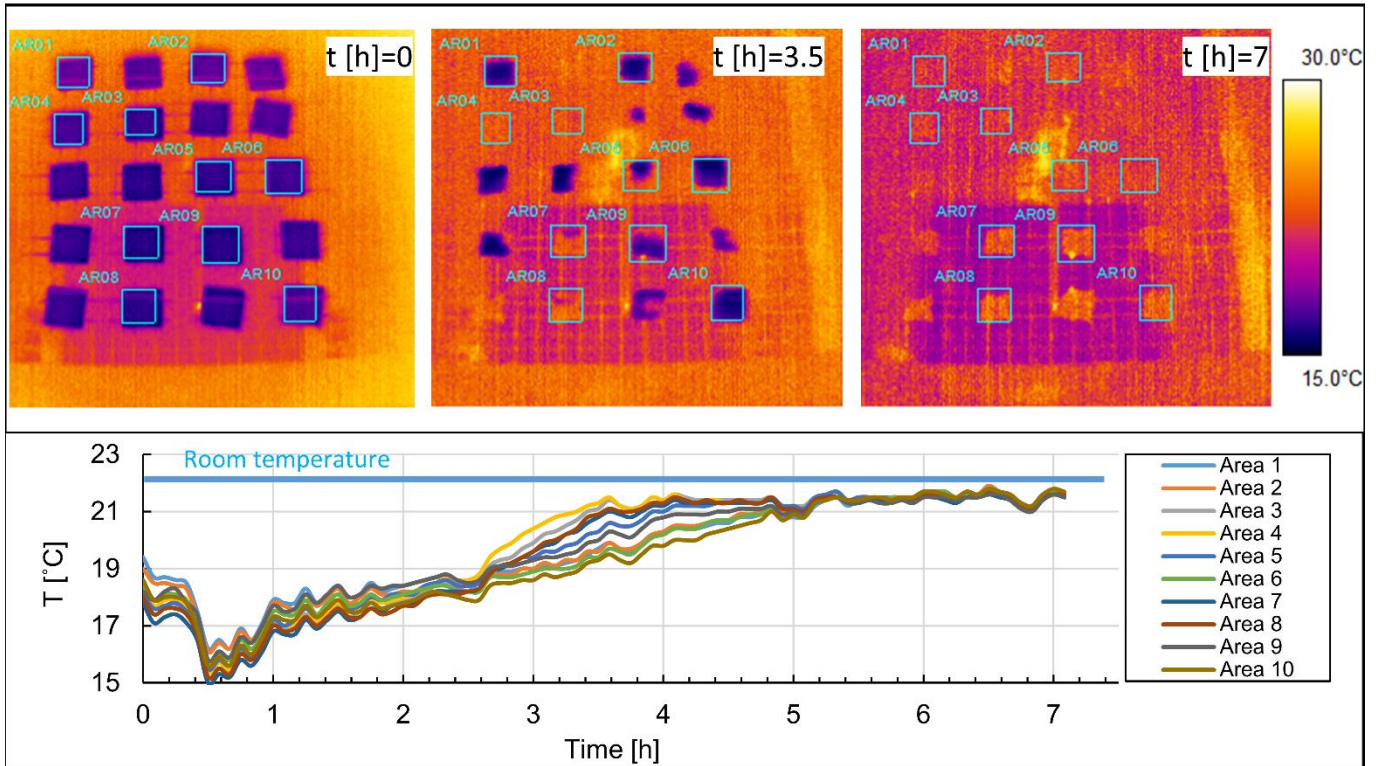 AR01 AR02 t [h]=0
AR04 AR03
AR05 AR06
AR07 AR09
AR08 AR10
AR01 AR02 t [h]=3.5
AR04 AR03
AR05 AR06
AR07 AR09
AR08 AR10
AR01 AR02 t [h]=7
AR04 AR03
AR05 AR06
AR07 AR09
AR08 AR10
30.0°C
15.0°C
Room temperature
23
21
19
17
15
T [°C]
0 1 2 3 4 5 6 7
Time [h]
Area 1
Area 2
Area 3
Area 4
Area 5
Area 6
Area 7
Area 8
Area 9
Area 10